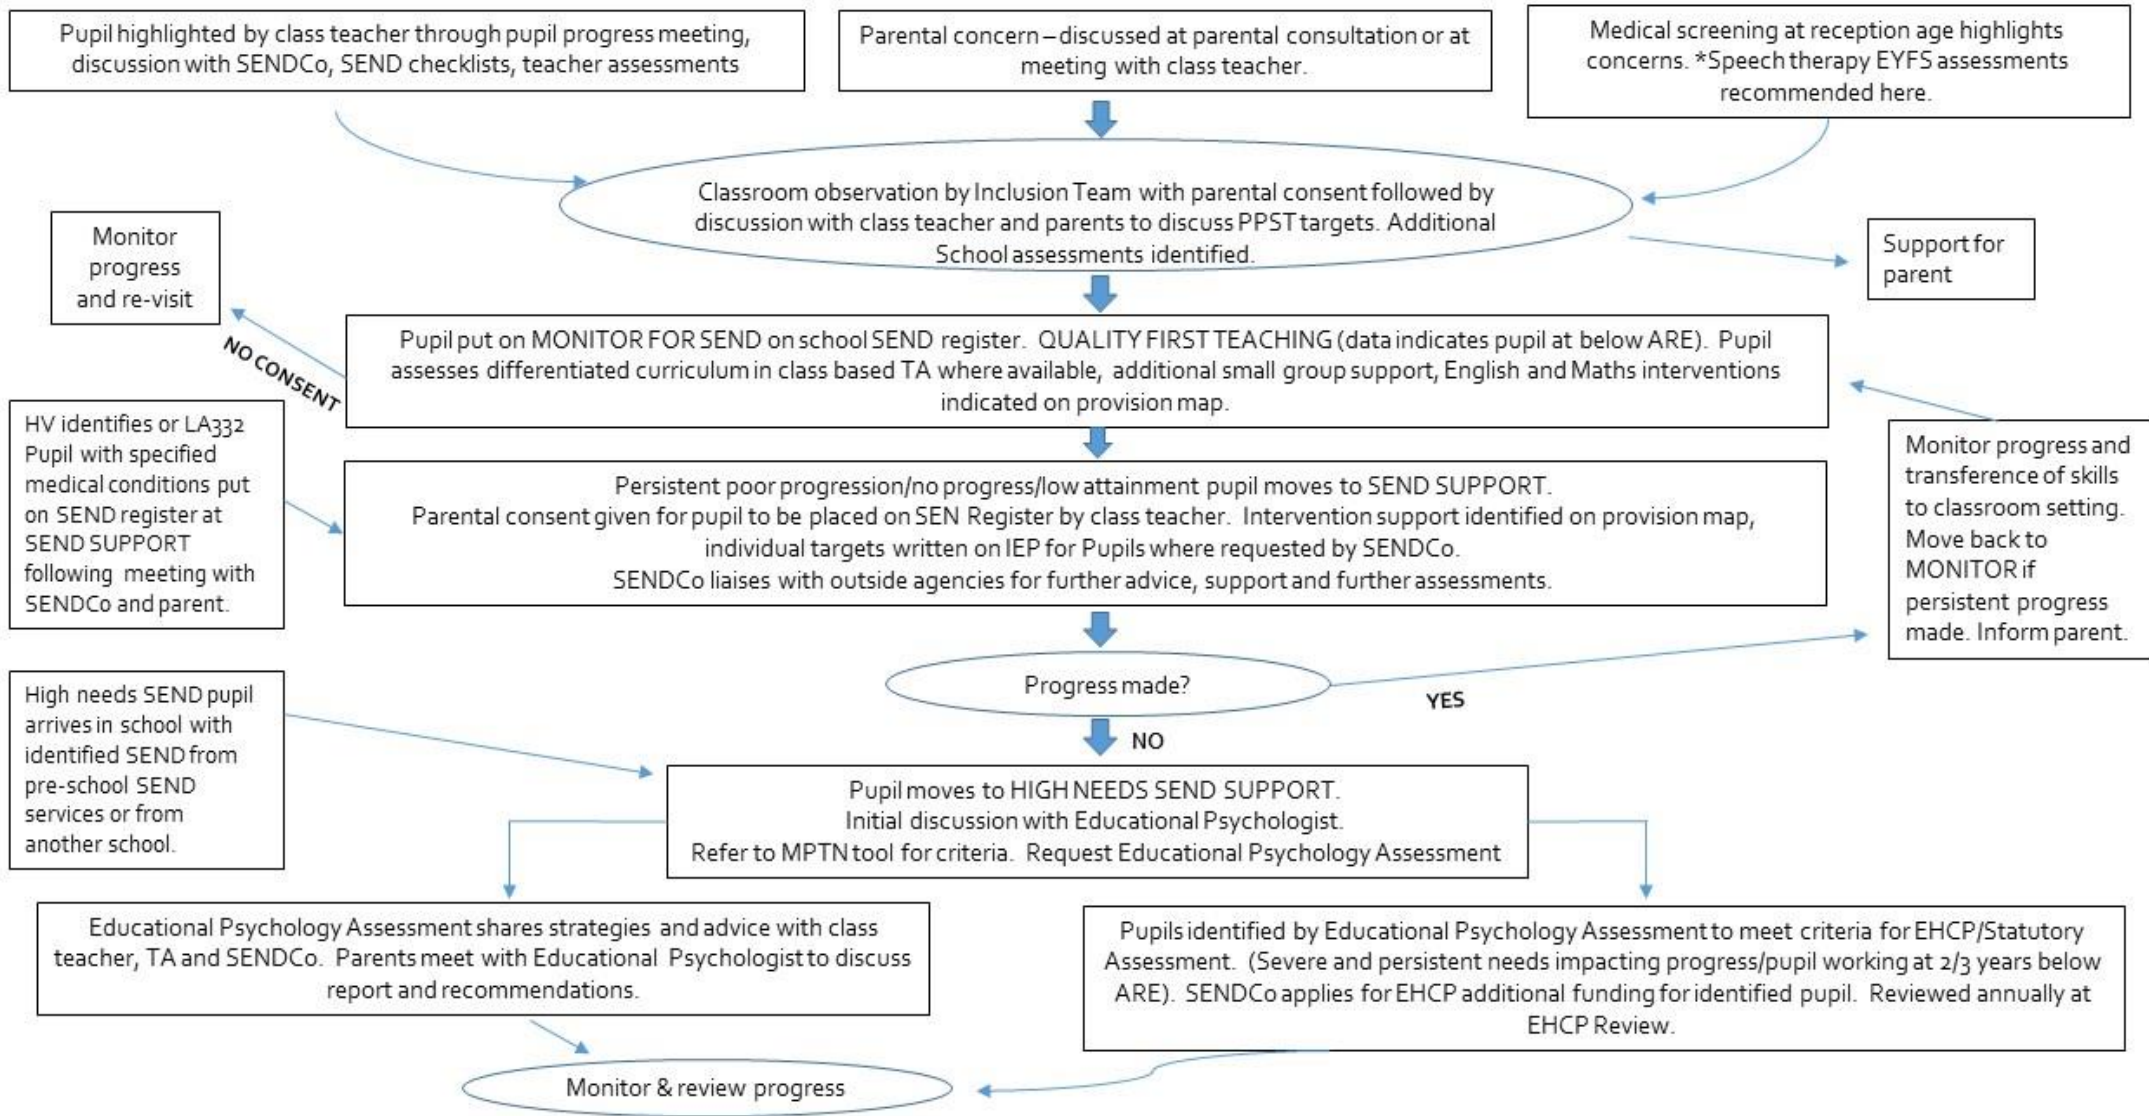 Pupil highlighted by class teacher through pupil progress meeting,
discussion with SENDCo, SEND checklists, teacher assessments
Parental concern – discussed at parental consultation or at
meeting with class teacher.
Medical screening at reception age highlights
concerns. *Speech therapy EYFS assessments
recommended here.
Classroom observation by Inclusion Team with parental consent followed by
discussion with class teacher and parents to discuss PPST targets. Additional
School assessments identified.
Monitor
progress
and re-visit
Support for
parent
NO CONSENT
Pupil put on MONITOR FOR SEND on school SEND register. QUALITY FIRST TEACHING (data indicates pupil at below ARE). Pupil
assesses differentiated curriculum in class based TA where available, additional small group support, English and Maths interventions
indicated on provision map.
HV identifies or LA332
Pupil with specified
medical conditions put
on SEND register at
SEND SUPPORT
following meeting with
SENDCo and parent.
Persistent poor progression/no progress/low attainment pupil moves to SEND SUPPORT.
Parental consent given for pupil to be placed on SEN Register by class teacher. Intervention support identified on provision map,
individual targets written on IEP for Pupils where requested by SENDCo.
SENDCo liaises with outside agencies for further advice, support and further assessments.
Monitor progress and
transference of skills
to classroom setting.
Move back to
MONITOR if
persistent progress
made. Inform parent.
Progress made?
YES
NO
High needs SEND pupil
arrives in school with
identified SEND from
pre-school SEND
services or from
another school.
Pupil moves to HIGH NEEDS SEND SUPPORT.
Initial discussion with Educational Psychologist.
Refer to MPTN tool for criteria. Request Educational Psychology Assessment
Educational Psychology Assessment shares strategies and advice with class
teacher, TA and SENDCo. Parents meet with Educational Psychologist to discuss
report and recommendations.
Pupils identified by Educational Psychology Assessment to meet criteria for EHCP/Statutory
Assessment. (Severe and persistent needs impacting progress/pupil working at 2/3 years below
ARE). SENDCo applies for EHCP additional funding for identified pupil. Reviewed annually at
EHCP Review.
Monitor & review progress